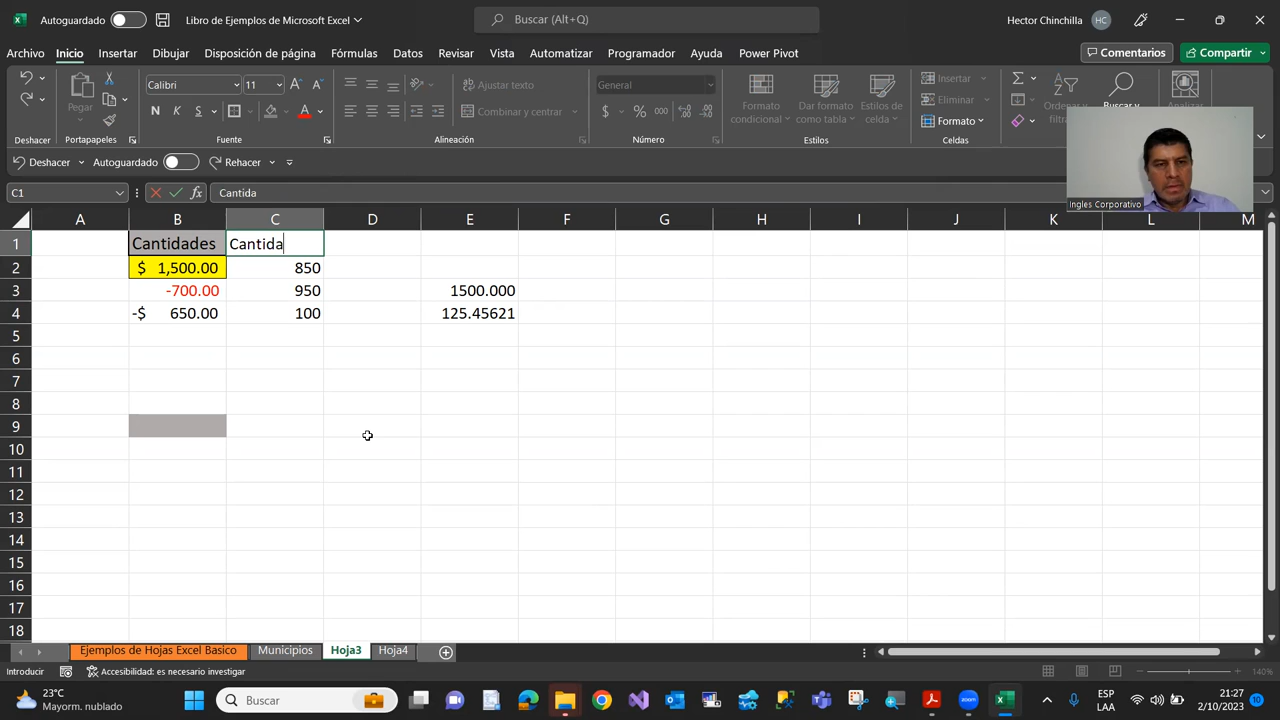 Autoguardado
Libro de Ejemplos de Microsoft Excel
Buscar (Alt+Q)
Hector Chinchilla
HC
Archivo Inicio Insertar Dibujar Disposición de página Fórmulas Datos Revisar Vista Automatizar Programador Ayuda Power Pivot
Comentarios
Compartir
Pegar
Deshacer
Portapapeles
Calibri
11
N K S
A
Fuente
Ajustar texto
Combinar y centrar
Alineación
General
$ % 000
Número
Formato condicional
Dar formato como tabla
Estilos de celda
Estilos
Insertar
Eliminar
Formato
Celdas
Ordenar y
filtra
Buscar y
Analizar
Ingles Corporativo
Deshacer
Autoguardado
Rehacer
C1
fx
Cantida
A B C D E F G H I J K L M
1 Cantidades Cantida
2 $ 1,500.00 850
3 -700.00 950 1500.000
4 -$ 650.00 100 125.45621
5
6
7
8
9
10
11
12
13
14
15
16
17
18
Ejemplos de Hojas Excel Basico Municipios Hoja3 Hoja4
Introducir
Accesibilidad: es necesario investigar
140%
23°C
Mayorm. nublado
Buscar
ESP
LAA
21:27
2/10/2023